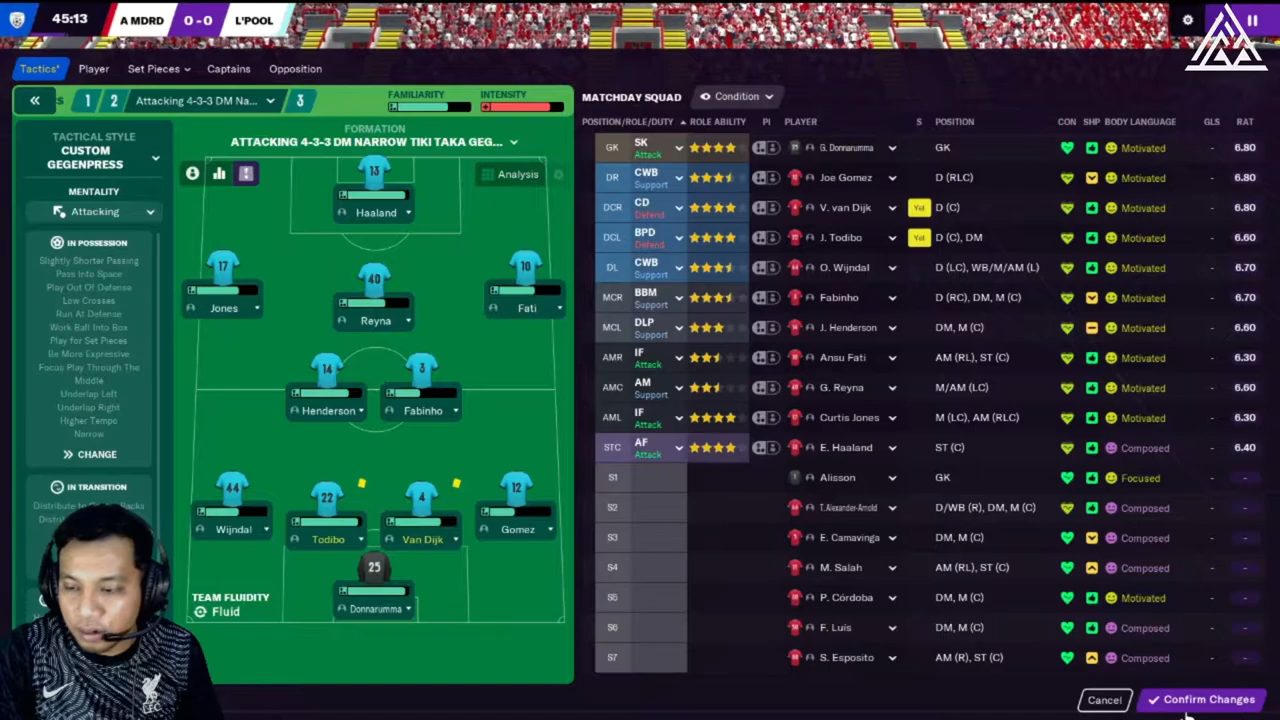 45:13 A MDRD 0 - 0 L'POOL
Tactics* Player Set Pieces Captains Opposition
1 2 Attacking 4-3-3 DM Na... 3
FAMILIARITY INTENSITY
TACTICAL STYLE
CUSTOM
GEGENPRESS
MENTALITY
Attacking
IN POSSESSION
Slightly Shorter Passing
Pass Into Space
Play Out Of Defense
Low Crosses
Run At Defense
Work Ball Into Box
Play for Set Pieces
Be More Expressive
Focus Play Through The
Middle
Underlap Left
Underlap Right
Higher Tempo
Narrow
CHANGE
IN TRANSITION
FORMATION
ATTACKING 4-3-3 DM NARROW TIKI TAKA GEG...
Analysis
13
Haaland
17
Jones
40
Reyna
10
Fati
14
Henderson
3
Fabinho
44
Wijndal
22
Todibo
4
Van Dijk
12
Gomez
25
Donnarumma
TEAM FLUIDITY
Fluid
MATCHDAY SQUAD Condition
POSITION/ROLE/DUTY ROLE ABILITY PI PLAYER S POSITION CON SHP BODY LANGUAGE GLS RAT
GK SK Attack G. Donnarumma GK Motivated - 6.80
DR CWB Support Joe Gomez D (RLC) Motivated - 6.80
DCR CD Defend V. van Dijk Yel D (C) Motivated - 6.80
DCL BPD Defend J. Todibo Yel D (C), DM Motivated - 6.60
DL CWB Support O. Wijndal D (LC), WB/M/AM (L) Motivated - 6.70
MCR BBM Support Fabinho D (RC), DM, M (C) Motivated - 6.70
MCL DLP Support J. Henderson DM, M (C) Motivated - 6.60
AMR IF Attack Ansu Fati AM (RL), ST (C) Motivated - 6.30
AMC AM Support G. Reyna M/AM (LC) Motivated - 6.60
AML IF Attack Curtis Jones M (LC), AM (RLC) Motivated - 6.30
STC AF Attack E. Haaland ST (C) Composed - 6.40
S1 Alisson GK Focused - -
S2 T. Alexander-Arnold D/WB (R), DM, M (C) Composed - -
S3 E. Camavinga DM, M (C) Composed - -
S4 M. Salah AM (RL), ST (C) Composed - -
S5 P. Córdoba DM, M (C) Motivated - -
S6 F. Luís DM, M (C) Composed - -
S7 S. Esposito AM (R), ST (C) Composed - -
Cancel Confirm Changes